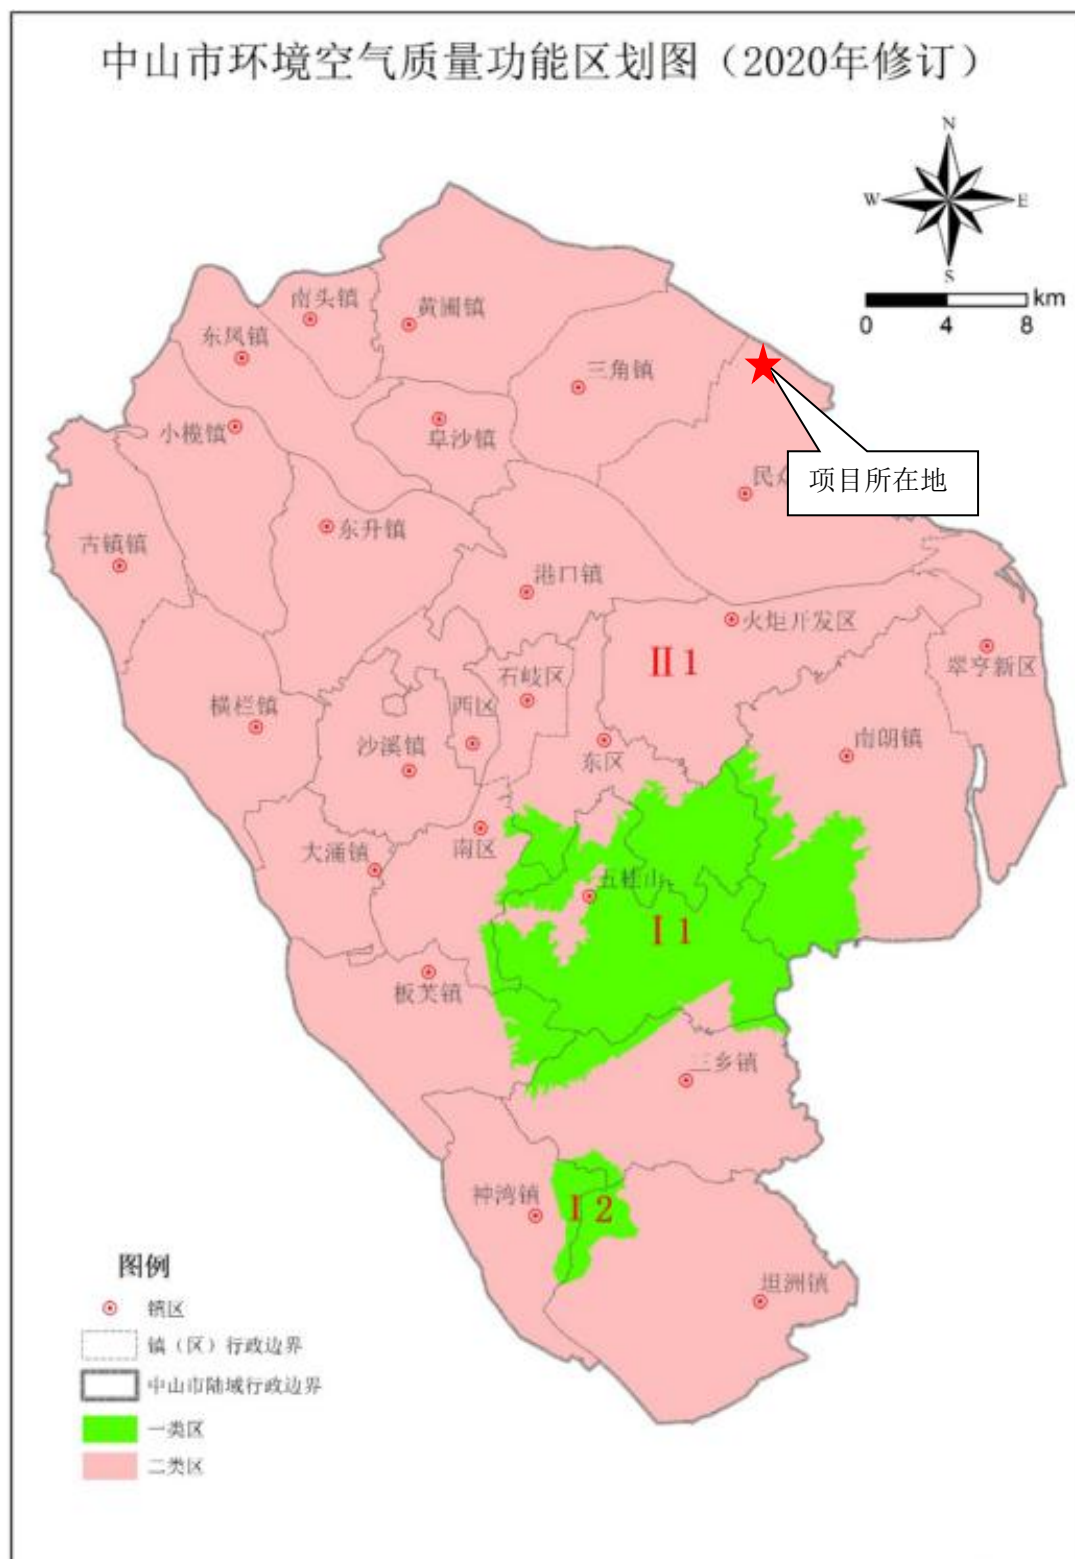 中山市环境空气质量功能区划图（2020年修订）
N
W
E
S
km
0 4 8
南头镇
黄圃镇
东凤镇
三角镇
小榄镇
阜沙镇
项目所在地
民众
东升镇
古镇镇
港口镇
火炬开发区
II 1
翠亨新区
石岐区
横栏镇
西区
沙溪镇
东区
南朗镇
南区
大涌镇
五桂山
I 1
板芙镇
三乡镇
神湾镇
I 2
坦洲镇
图例
镇区
镇（区）行政边界
中山市陆域行政边界
一类区
二类区